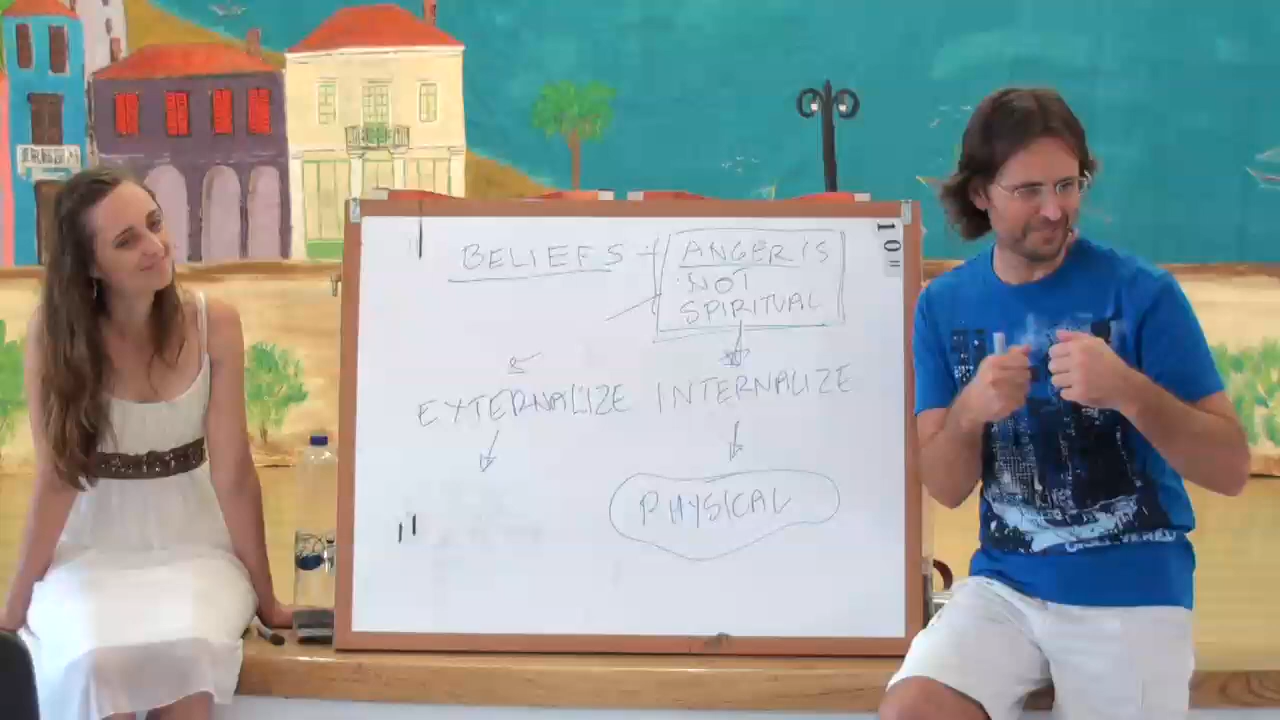 BELIEFS
ANGER IS
NOT
SPIRITUAL
EXTERNALIZE INTERNALIZE
PHYSICAL